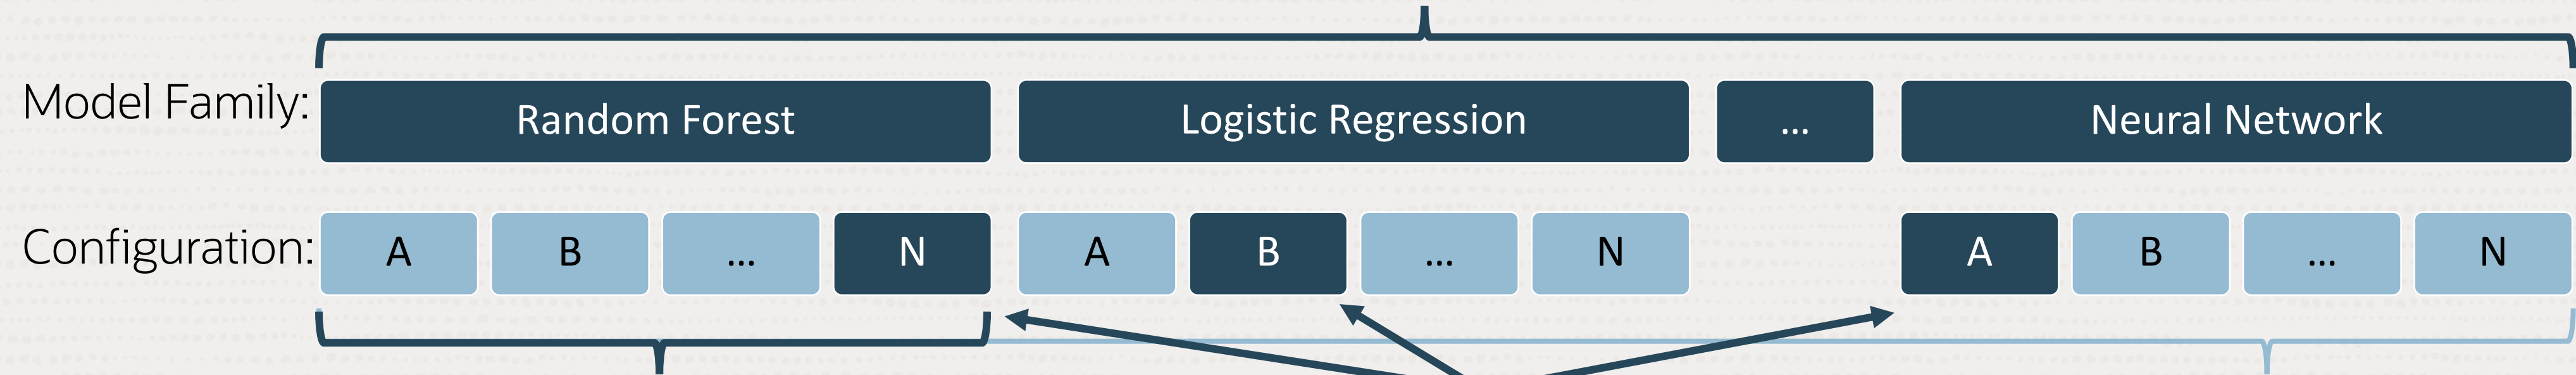 Model Family: Random Forest Logistic Regression ... Neural Network
Configuration: A B ... N A B ... N A B ... N